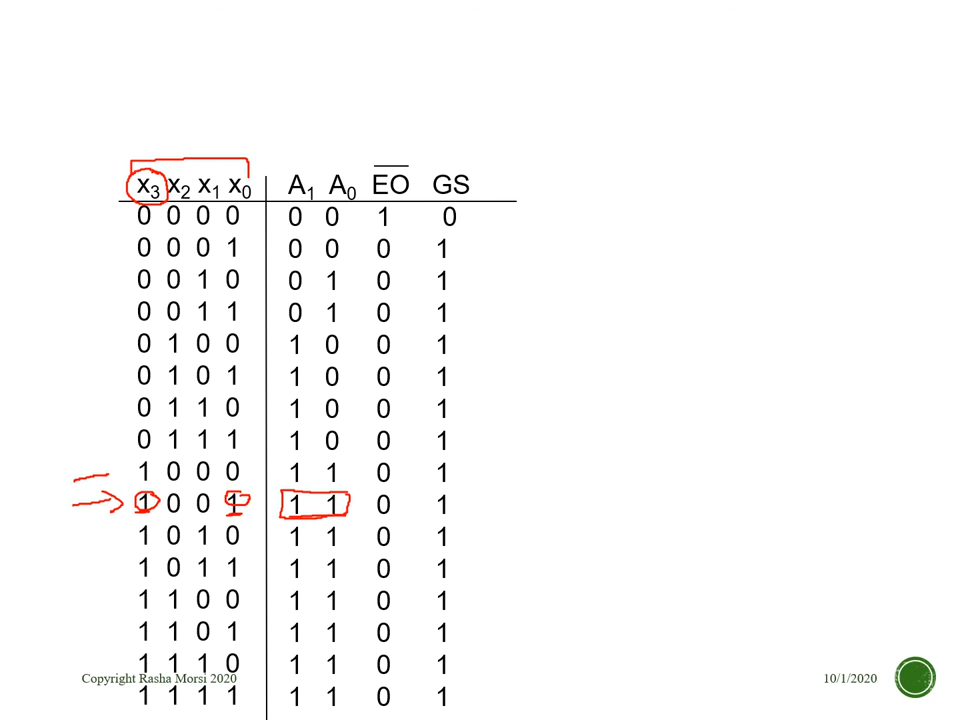 x3 x2 x1 x0 A1 A0 EO GS
0 0 0 0 0 0 1 0
0 0 0 1 0 0 0 1
0 0 1 0 0 1 0 1
0 0 1 1 0 1 0 1
0 1 0 0 1 0 0 1
0 1 0 1 1 0 0 1
0 1 1 0 1 0 0 1
0 1 1 1 1 0 0 1
1 0 0 0 1 1 0 1
1 0 0 1 1 1 0 1
1 0 1 0 1 1 0 1
1 0 1 1 1 1 0 1
1 1 0 0 1 1 0 1
1 1 0 1 1 1 0 1
1 1 1 0 1 1 0 1
Copyright Rasha Morsi 2020 10/1/2020
1 1 1 1 1 1 0 1